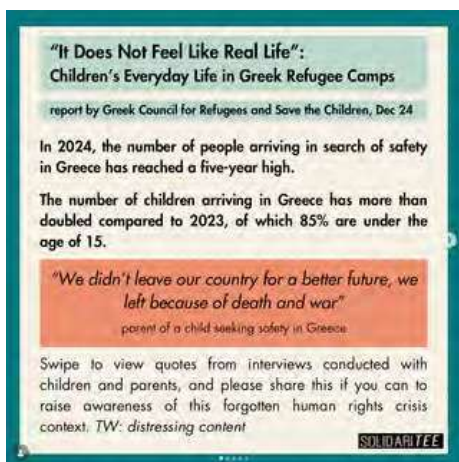 "It Does Not Feel Like Real Life":
Children's Everyday Life in Greek Refugee Camps
report by Greek Council for Refugees and Save the Children, Dec 24
In 2024, the number of people arriving in search of safety
in Greece has reached a five-year high.
The number of children arriving in Greece has more than
doubled compared to 2023, of which 85% are under the
age of 15.
"We didn't leave our country for a better future, we
left because of death and war"
parent of a child seeking safety in Greece
Swipe to view quotes from interviews conducted with
children and parents, and please share this if you can to
raise awareness of this forgotten human rights crisis
context. TW: distressing content
SOLIDARITEE